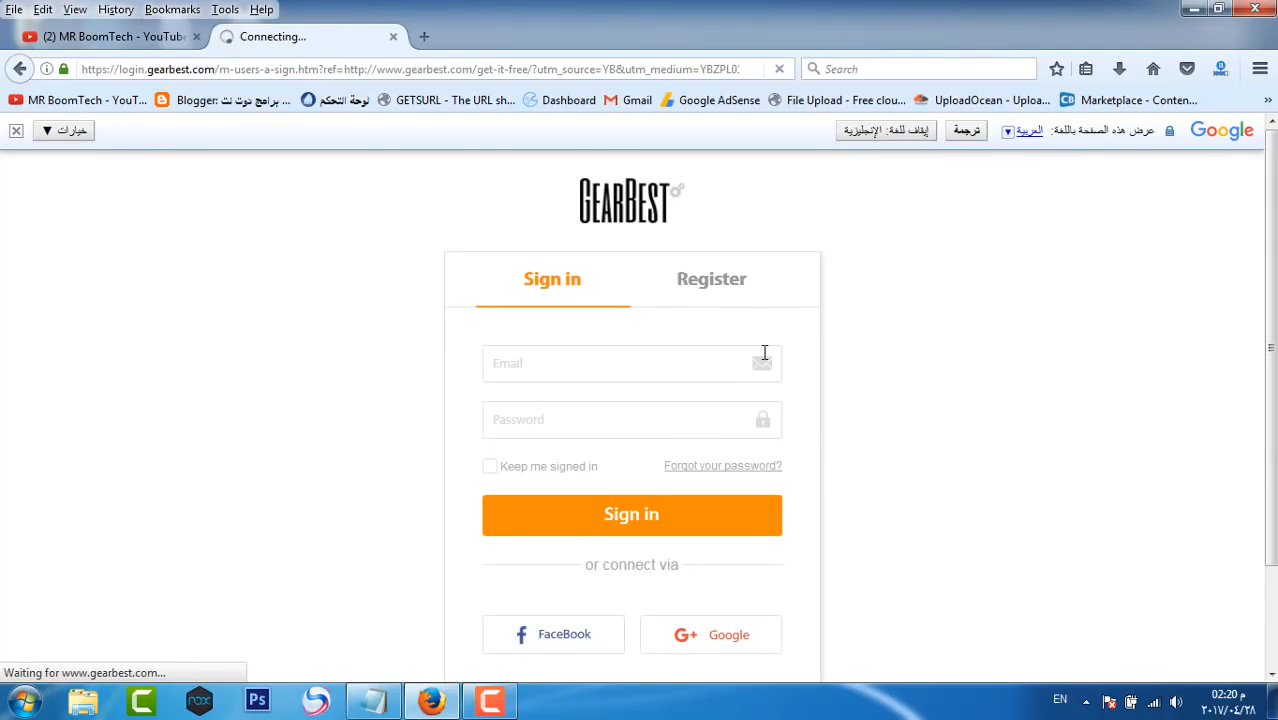 File Edit View History Bookmarks Tools Help
(2) MR BoomTech - YouTube
Connecting...
https://login.gearbest.com/m-users-a-sign.htm?ref=http://www.gearbest.com/get-it-free/?utm_source=YB&utm_medium=YBZPL0:
Search
MR BoomTech - YouT... Blogger: برامج دوت نت ... لوحة التحكم GETSURL - The URL sh... Dashboard Gmail Google AdSense File Upload - Free clou... UploadOcean - Uploa... CB Marketplace - Conten...
خيارات ▼ إيقاف للغة: الإنجليزية ترجمة العربية عرض هذه الصفحة باللغة: Google
GEARBEST
Sign in Register
Email
Password
Keep me signed in Forgot your password?
Sign in
or connect via
f FaceBook G+ Google
Waiting for www.gearbest.com...
nox Ps EN 02:20 م
٢٠١٧/٠٤/٢٨